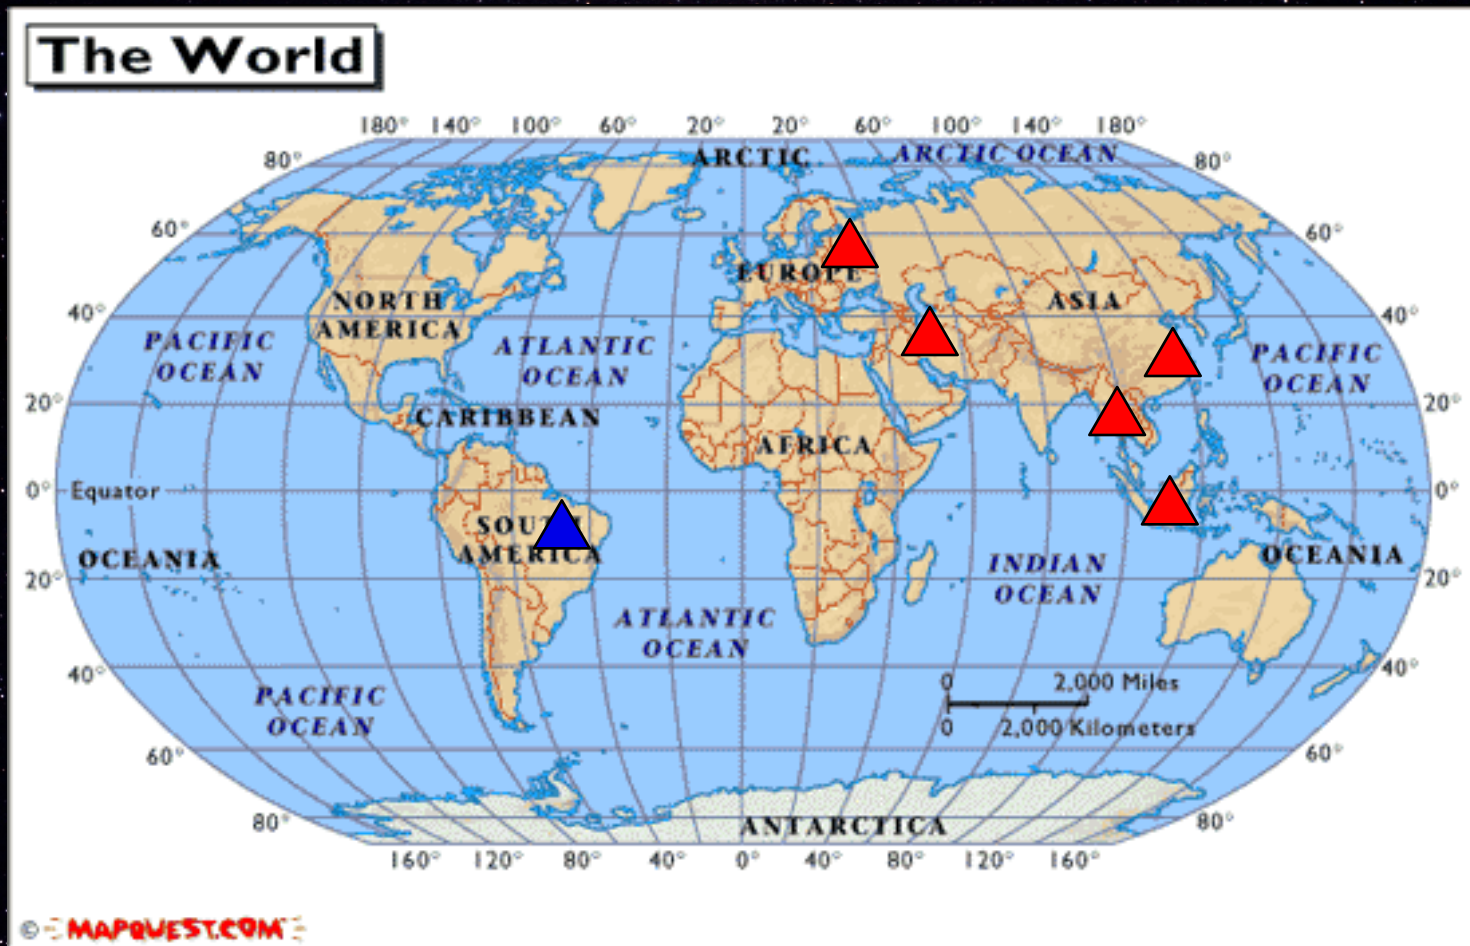 The World
180° 140° 100° 60° 20° 20° 60° 100° 140° 180°
80° ARCTIC ARCTIC OCEAN 80°
60° 60°
EUROPE
NORTH
AMERICA
ASIA
40° 40°
PACIFIC
OCEAN
ATLANTIC
OCEAN
PACIFIC
OCEAN
20° 20°
CARIBBEAN
AFRICA
0° Equator 0°
SOUTH
AMERICA
OCEANIA
OCEANIA
INDIAN
OCEAN
20° 20°
ATLANTIC
OCEAN
40° 40°
PACIFIC
OCEAN
0 2,000 Miles
0 2,000 Kilometers
60° 60°
80° ANTARCTICA 80°
160° 120° 80° 40° 0° 40° 80° 120° 160°
© MAPQUEST.COM